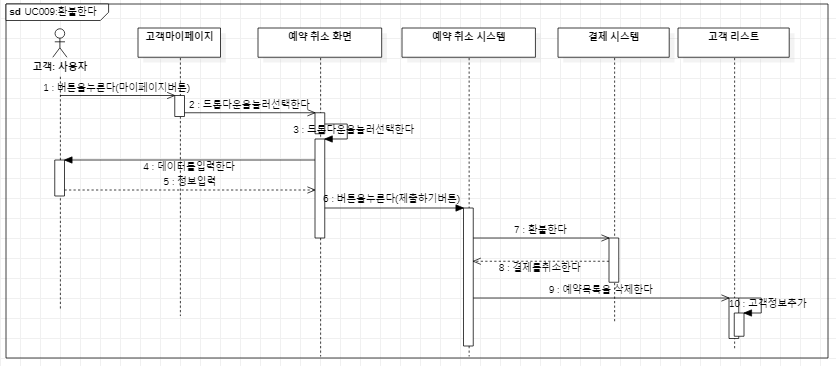 sd UC009:환불한다
고객마이페이지
예약 취소 화면
예약 취소 시스템
결제 시스템
고객 리스트
고객: 사용자
1 : 버튼을누른다(마이페이지버튼)
2 : 드롭다운을눌러선택한다
3 : 드롭다운을눌러선택한다
4 : 데이터를입력한다
5 : 정보입력
6 : 버튼을누른다(제출하기버튼)
7 : 환불한다
8 : 결제를취소한다
9 : 예약목록을 삭제한다
10 : 고객정보추가